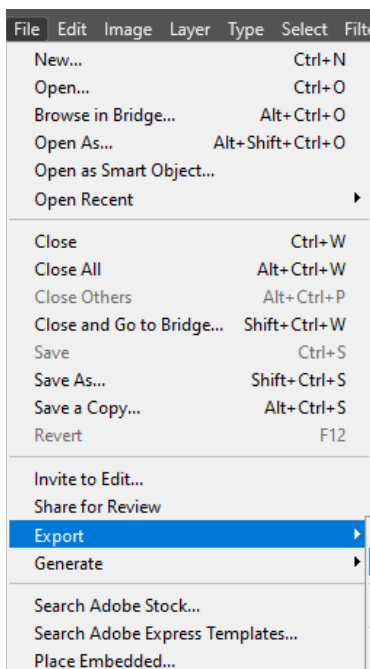 File Edit Image Layer Type Select Filt
New... Ctrl+N
Open... Ctrl+O
Browse in Bridge... Alt+Ctrl+O
Open As... Alt+Shift+Ctrl+O
Open as Smart Object...
Open Recent
Close Ctrl+W
Close All Alt+Ctrl+W
Close Others Alt+Ctrl+P
Close and Go to Bridge... Shift+Ctrl+W
Save Ctrl+S
Save As... Shift+Ctrl+S
Save a Copy... Alt+Ctrl+S
Revert F12
Invite to Edit...
Share for Review
Export
Generate
Search Adobe Stock...
Search Adobe Express Templates...
Place Embedded...